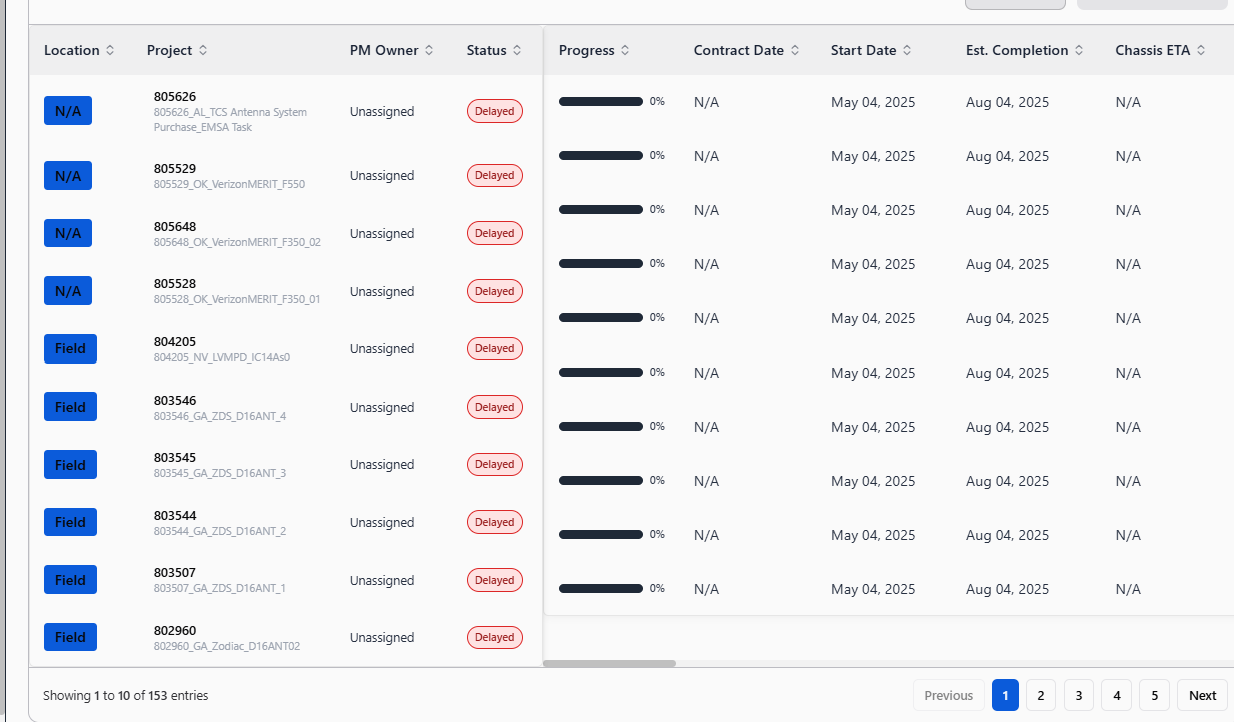 Location Project PM Owner Status Progress Contract Date Start Date Est. Completion Chassis ETA
N/A 805626 Unassigned Delayed 0% N/A May 04, 2025 Aug 04, 2025 N/A
805626_AL_TCS Antenna System
Purchase_EMSA Task
N/A 805529 Unassigned Delayed 0% N/A May 04, 2025 Aug 04, 2025 N/A
805529_OK_VerizonMERIT_F550
N/A 805648 Unassigned Delayed 0% N/A May 04, 2025 Aug 04, 2025 N/A
805648_OK_VerizonMERIT_F350_02
N/A 805528 Unassigned Delayed 0% N/A May 04, 2025 Aug 04, 2025 N/A
805528_OK_VerizonMERIT_F350_01
Field 804205 Unassigned Delayed 0% N/A May 04, 2025 Aug 04, 2025 N/A
804205_NV_LVMPD_IC14As0
Field 803546 Unassigned Delayed 0% N/A May 04, 2025 Aug 04, 2025 N/A
803546_GA_ZDS_D16ANT_4
Field 803545 Unassigned Delayed 0% N/A May 04, 2025 Aug 04, 2025 N/A
803545_GA_ZDS_D16ANT_3
Field 803544 Unassigned Delayed 0% N/A May 04, 2025 Aug 04, 2025 N/A
803544_GA_ZDS_D16ANT_2
Field 803507 Unassigned Delayed 0% N/A May 04, 2025 Aug 04, 2025 N/A
803507_GA_ZDS_D16ANT_1
Field 802960 Unassigned Delayed 0% N/A May 04, 2025 Aug 04, 2025 N/A
802960_GA_Zodiac_D16ANT02
Showing 1 to 10 of 153 entries Previous 1 2 3 4 5 Next